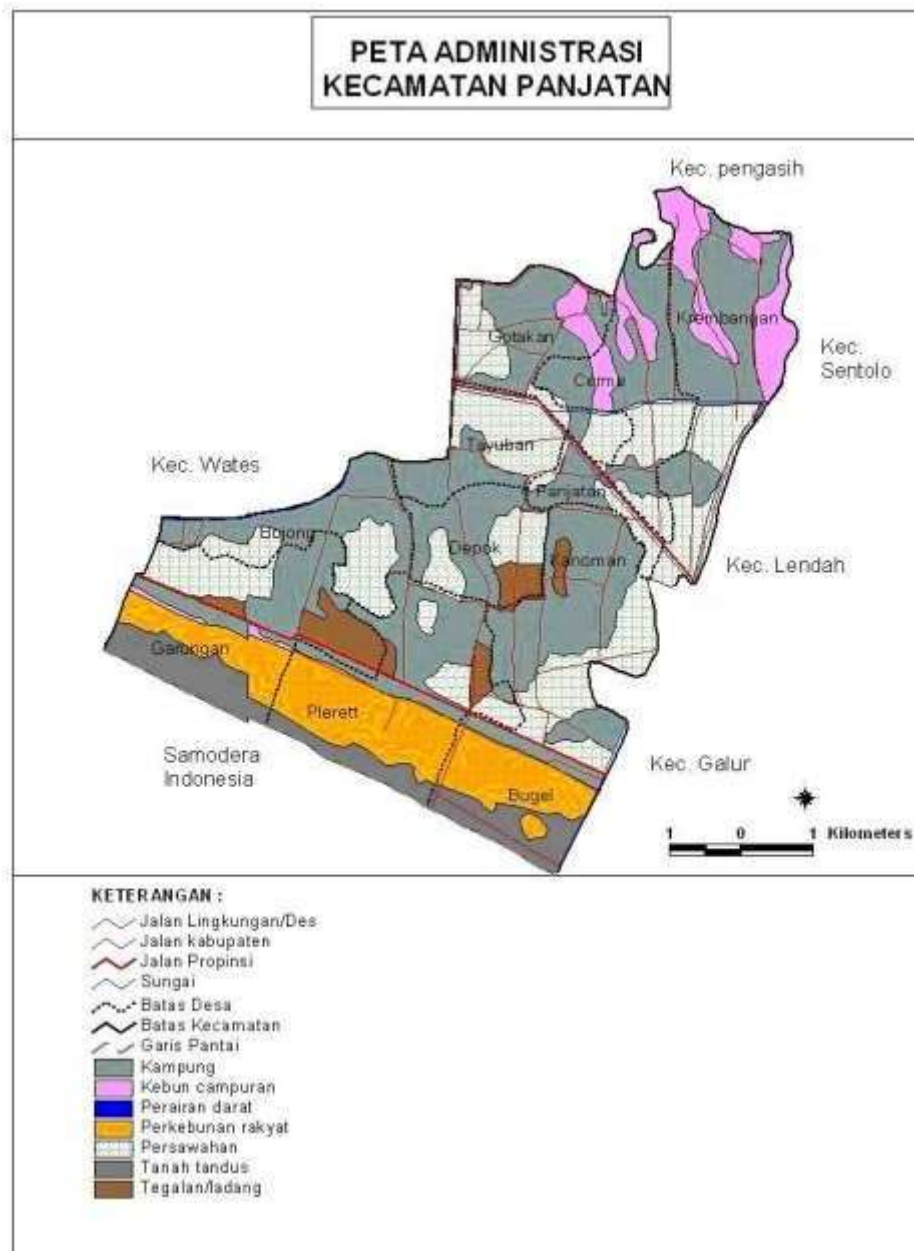 PETA ADMINISTRASI
KECAMATAN PANJATAN
Kec. pengasih
Krembangan
Gotakan
Kec.
Sentolo
Cerme
Tayuban
Kec. Wates
Panjatan
Bojong
Depok
Kanoman
Kec. Lendah
Garongan
Plerett
Samodera
Indonesia
Kec. Galur
Bugel
1 0 1 Kilometers
KETERANGAN :
Jalan Lingkungan/Des
Jalan kabupaten
Jalan Propinsi
Sungai
Batas Desa
Batas Kecamatan
Garis Pantai
Kampung
Kebun campuran
Perairan darat
Perkebunan rakyat
Persawahan
Tanah tandus
Tegalan/ladang